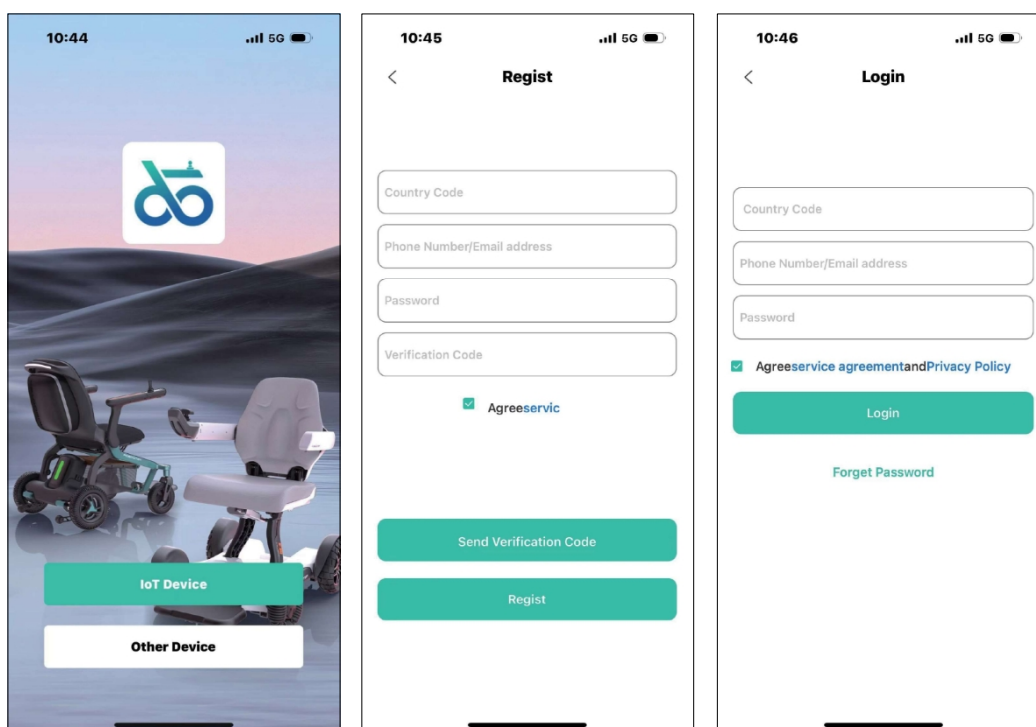 10:44
5G
IoT Device
Other Device
10:45
5G
Regist
Country Code
Phone Number/Email address
Password
Verification Code
Agreeservic
Send Verification Code
Regist
10:46
5G
Login
Country Code
Phone Number/Email address
Password
Agreeservice agreementandPrivacy Policy
Login
Forget Password